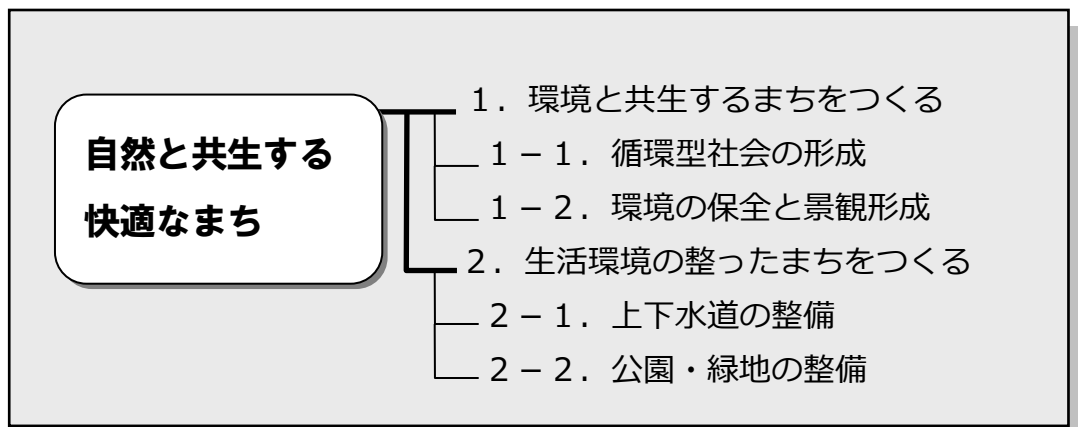 自然と共生する
快適なまち
１．環境と共生するまちをつくる
１－１．循環型社会の形成
１－２．環境の保全と景観形成
２．生活環境の整ったまちをつくる
２－１．上下水道の整備
２－２．公園・緑地の整備